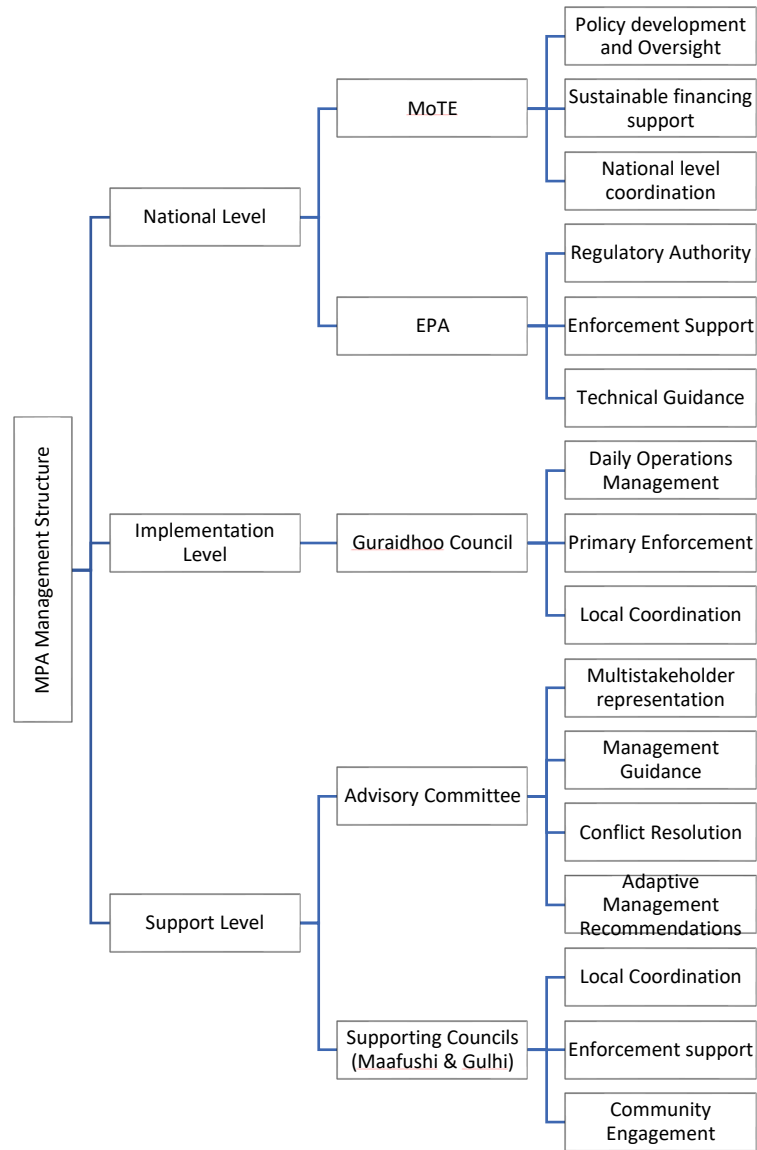 MPA Management Structure
National Level
MoTE
Policy development
and Oversight
Sustainable financing
support
National level
coordination
EPA
Regulatory Authority
Enforcement Support
Technical Guidance
Implementation
Level
Guraidhoo Council
Daily Operations
Management
Primary Enforcement
Local Coordination
Support Level
Advisory Committee
Multistakeholder
representation
Management
Guidance
Conflict Resolution
Adaptive
Management
Recommendations
Supporting Councils
(Maafushi & Gulhi)
Local Coordination
Enforcement support
Community
Engagement